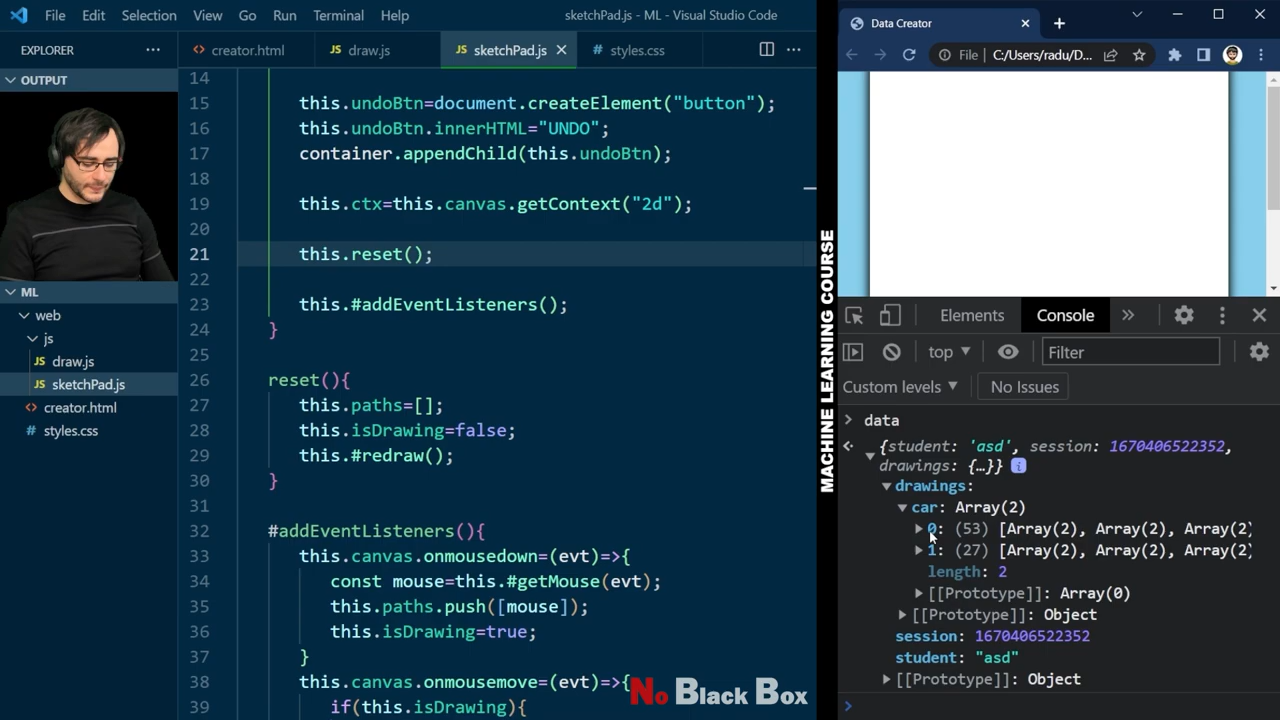 File Edit Selection View Go Run Terminal Help
sketchPad.js - ML - Visual Studio Code
EXPLORER
OUTPUT
ML
web
js
JS draw.js
JS sketchPad.js
<> creator.html
# styles.css
<> creator.html
JS draw.js
JS sketchPad.js
# styles.css
14
15 this.undoBtn=document.createElement("button");
16 this.undoBtn.innerHTML="UNDO";
17 container.appendChild(this.undoBtn);
18
19 this.ctx=this.canvas.getContext("2d");
20
21 this.reset();
22
23 this.#addEventListeners();
24 }
25
26 reset(){
27 this.paths=[];
28 this.isDrawing=false;
29 this.#redraw();
30 }
31
32 #addEventListeners(){
33 this.canvas.onmousedown=(evt)=>{
34 const mouse=this.#getMouse(evt);
35 this.paths.push([mouse]);
36 this.isDrawing=true;
37 }
38 this.canvas.onmousemove=(evt)=>{
39 if(this.isDrawing){
No Black Box
MACHINE LEARNING COURSE
Data Creator
File | C:/Users/radu/D...
Elements Console
top Filter
Custom levels No Issues
data
{student: 'asd', session: 1670406522352,
drawings: {…}}
drawings:
car: Array(2)
0: (53) [Array(2), Array(2), Array(2)
1: (27) [Array(2), Array(2), Array(2)
length: 2
[[Prototype]]: Array(0)
[[Prototype]]: Object
session: 1670406522352
student: "asd"
[[Prototype]]: Object